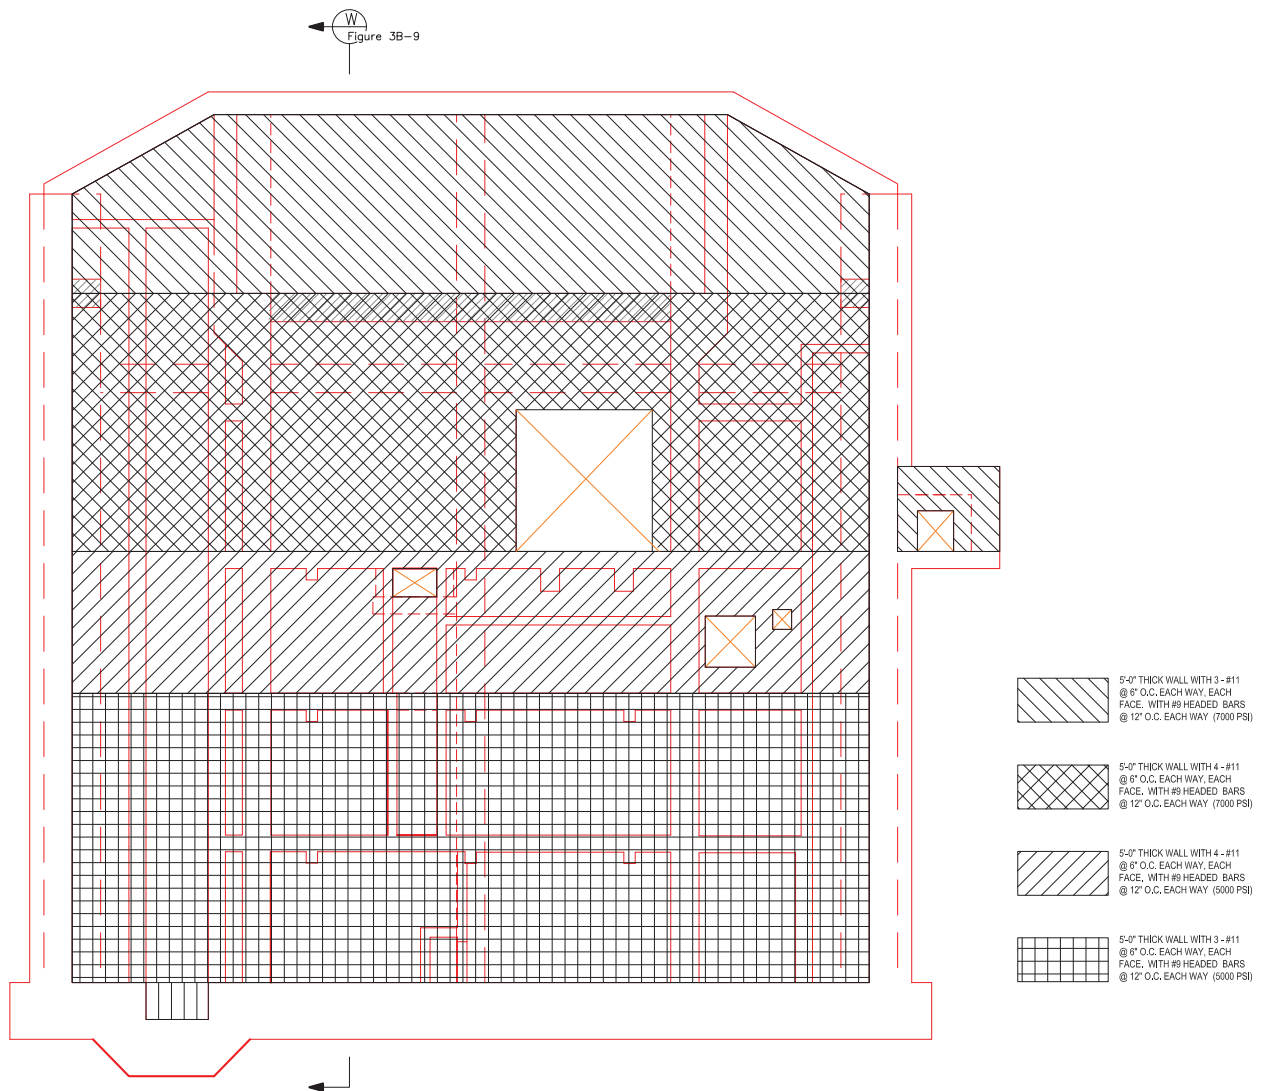 W
Figure 3B-9
5'-0" THICK WALL WITH 3 - #11
@ 6" O.C. EACH WAY, EACH
FACE. WITH #9 HEADED BARS
@ 12" O.C. EACH WAY (7000 PSI)
5'-0" THICK WALL WITH 4 - #11
@ 6" O.C. EACH WAY, EACH
FACE. WITH #9 HEADED BARS
@ 12" O.C. EACH WAY (7000 PSI)
5'-0" THICK WALL WITH 4 - #11
@ 6" O.C. EACH WAY, EACH
FACE. WITH #9 HEADED BARS
@ 12" O.C. EACH WAY (5000 PSI)
5'-0" THICK WALL WITH 3 - #11
@ 6" O.C. EACH WAY, EACH
FACE. WITH #9 HEADED BARS
@ 12" O.C. EACH WAY (5000 PSI)